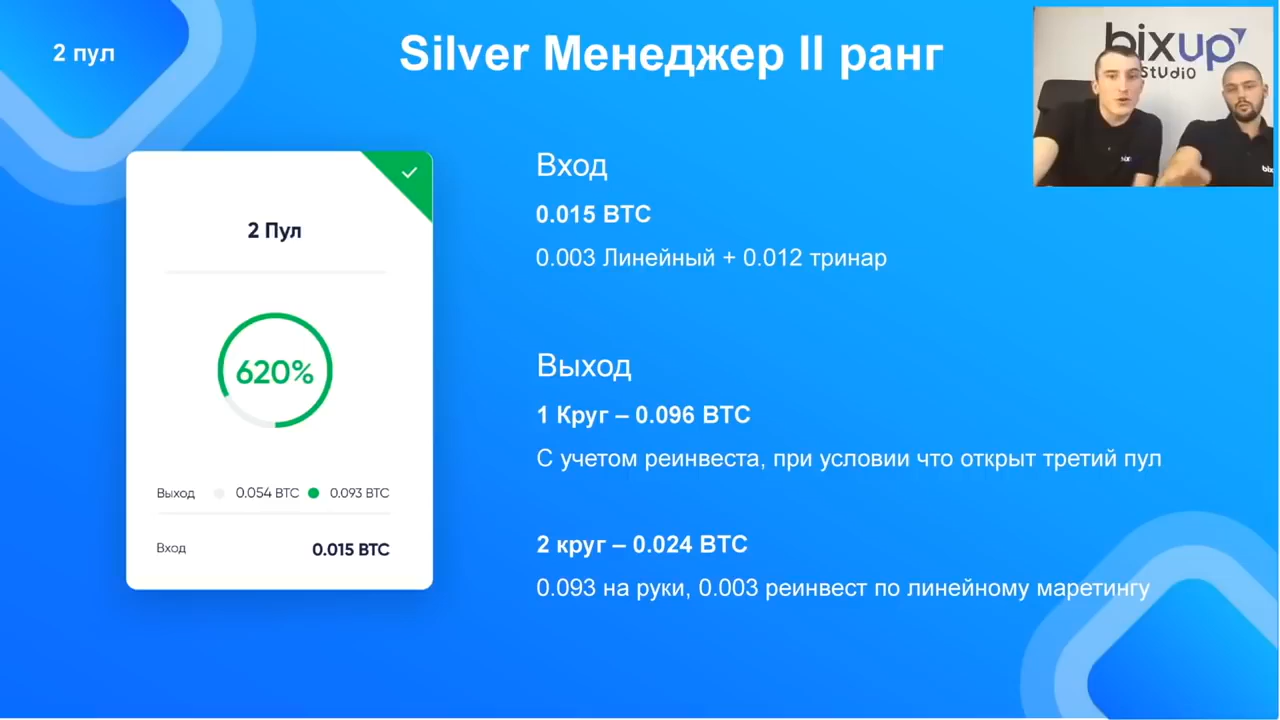 2 пул
Silver Менеджер II ранг
bixup
STUDIO
bix
bix
2 Пул
620%
Выход 0.054 BTC 0.093 BTC
Вход 0.015 BTC
Вход
0.015 BTC
0.003 Линейный + 0.012 тринар
Выход
1 Круг – 0.096 BTC
С учетом реинвеста, при условии что открыт третий пул
2 круг – 0.024 BTC
0.093 на руки, 0.003 реинвест по линейному маретингу